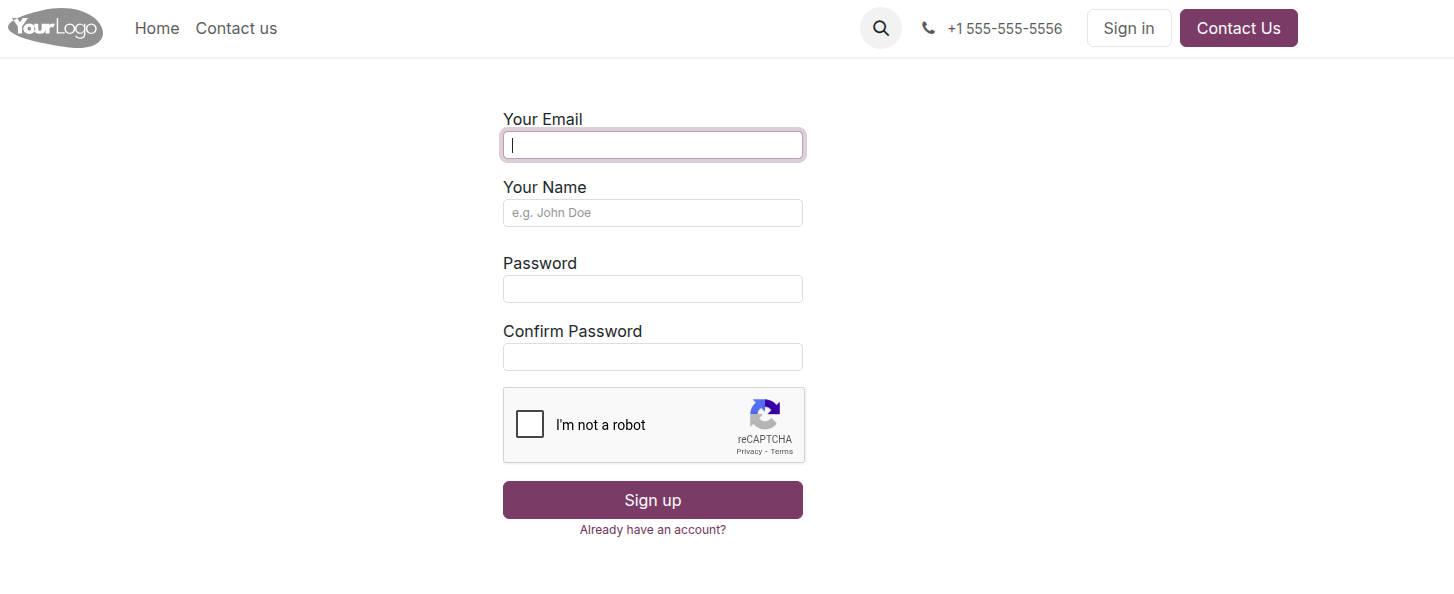 YourLogo Home Contact us +1 555-555-5556 Sign in Contact Us
Your Email
Your Name
e.g. John Doe
Password
Confirm Password
I'm not a robot
reCAPTCHA
Privacy - Terms
Sign up
Already have an account?